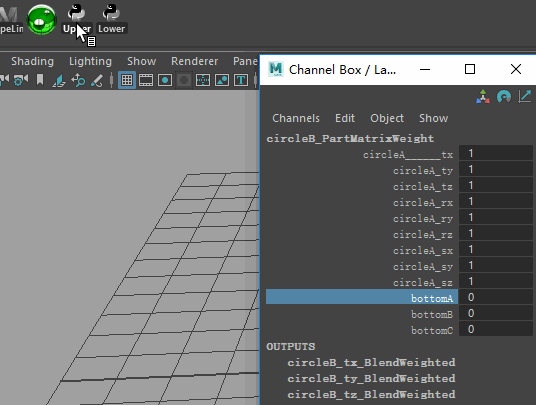 Upper Lower
Shading Lighting Show Renderer
Channel Box / La...
Channels Edit Object Show
circleB_PartMatrixWeight
circleA______tx 1
circleA_ty 1
circleA_tz 1
circleA_rx 1
circleA_ry 1
circleA_rz 1
circleA_sx 1
circleA_sy 1
circleA_sz 1
bottomA 0
bottomB 0
bottomC 0
OUTPUTS
circleB_tx_BlendWeighted
circleB_ty_BlendWeighted
circleB_tz_BlendWeighted